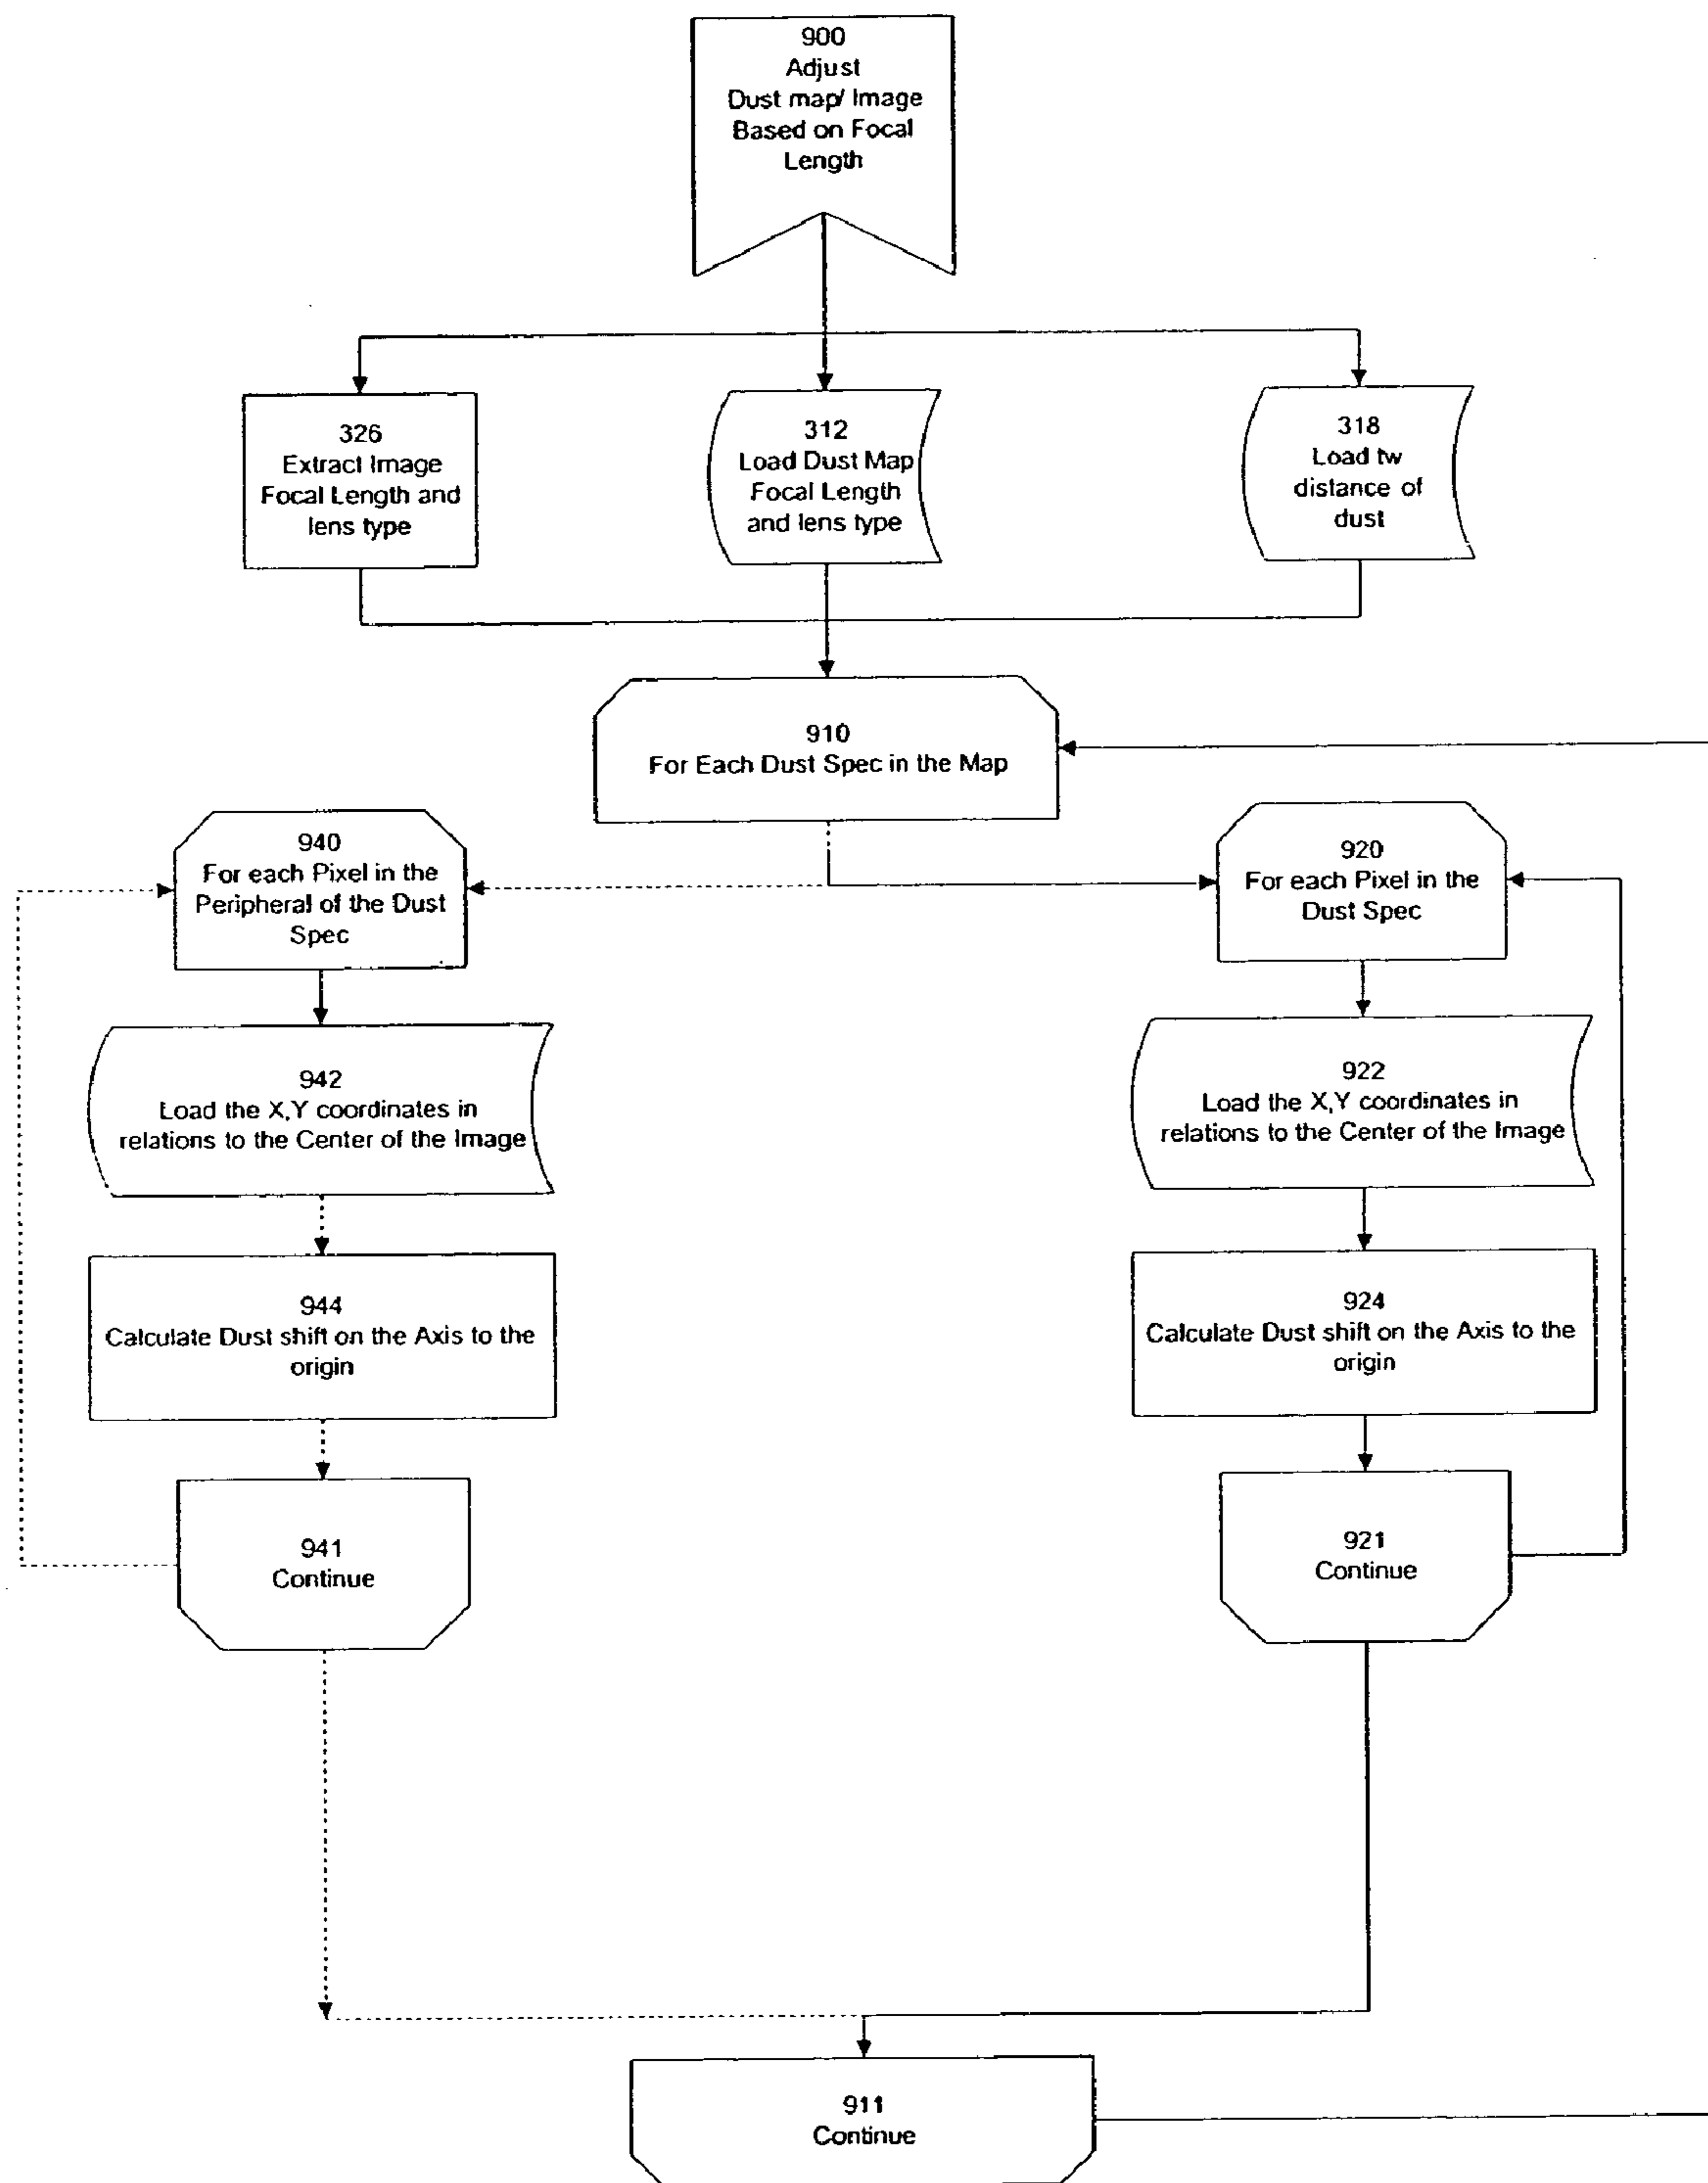 900
Adjust
Dust map/ Image
Based on Focal
Length
326
Extract Image
Focal Length and
lens type
312
Load Dust Map
Focal Length
and lens type
318
Load tw
distance of
dust
910
For Each Dust Spec in the Map
940
For each Pixel in the
Peripheral of the Dust
Spec
920
For each Pixel in the
Dust Spec
942
Load the X,Y coordinates in
relations to the Center of the Image
922
Load the X,Y coordinates in
relations to the Center of the Image
944
Calculate Dust shift on the Axis to the
origin
924
Calculate Dust shift on the Axis to the
origin
941
Continue
921
Continue
911
Continue